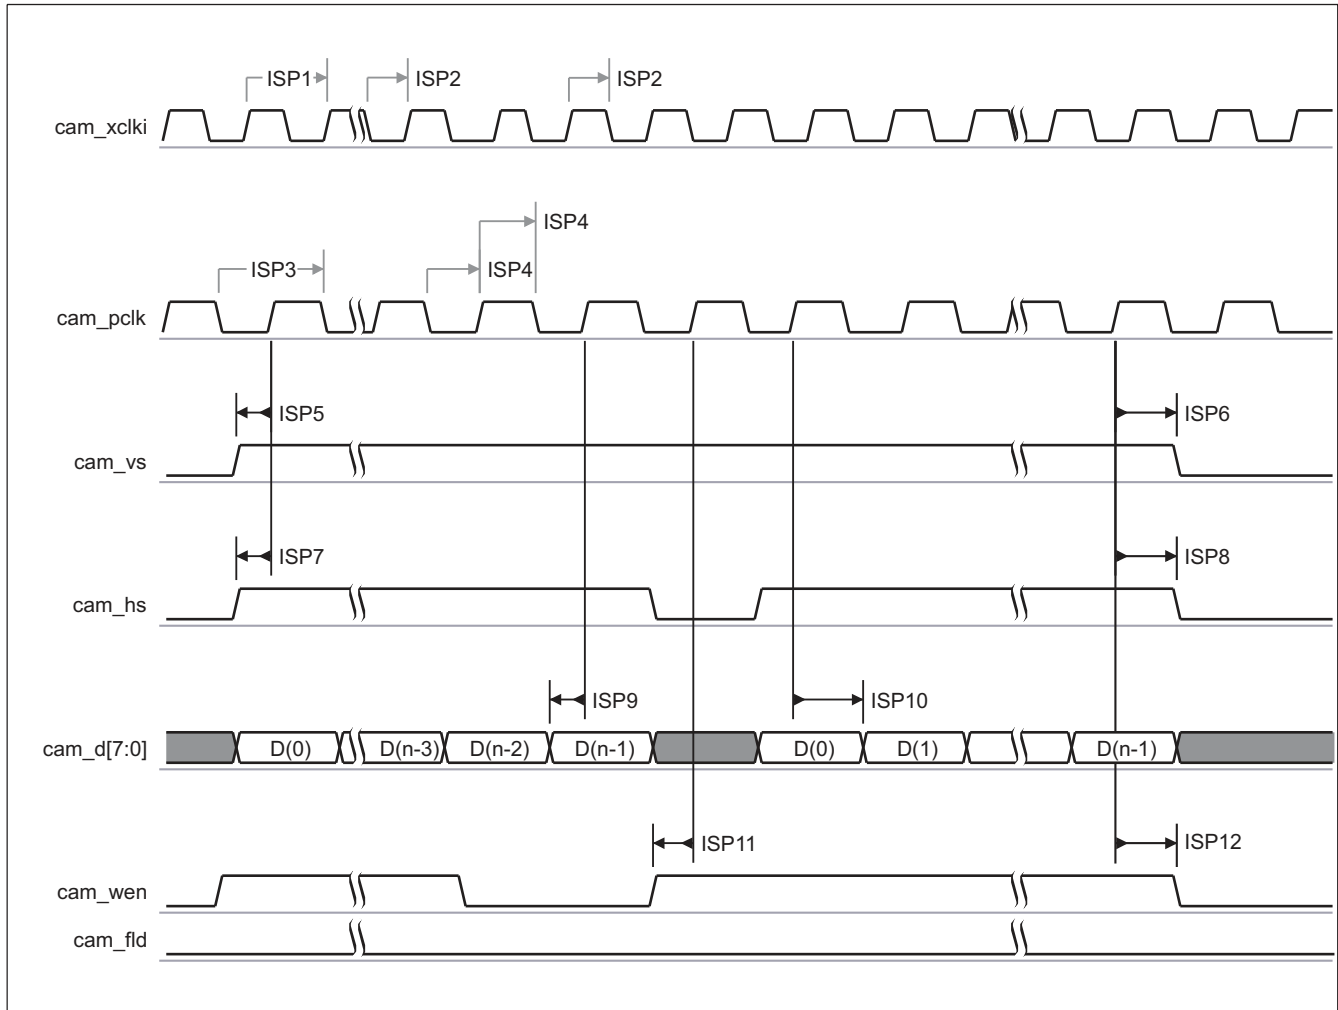 ISP1 ISP2 ISP2
cam_xclki
ISP4
ISP3 ISP4
cam_pclk
ISP5 ISP6
cam_vs
ISP7 ISP8
cam_hs
ISP9 ISP10
cam_d[7:0] D(0) D(n-3) D(n-2) D(n-1) D(0) D(1) D(n-1)
ISP11 ISP12
cam_wen
cam_fld